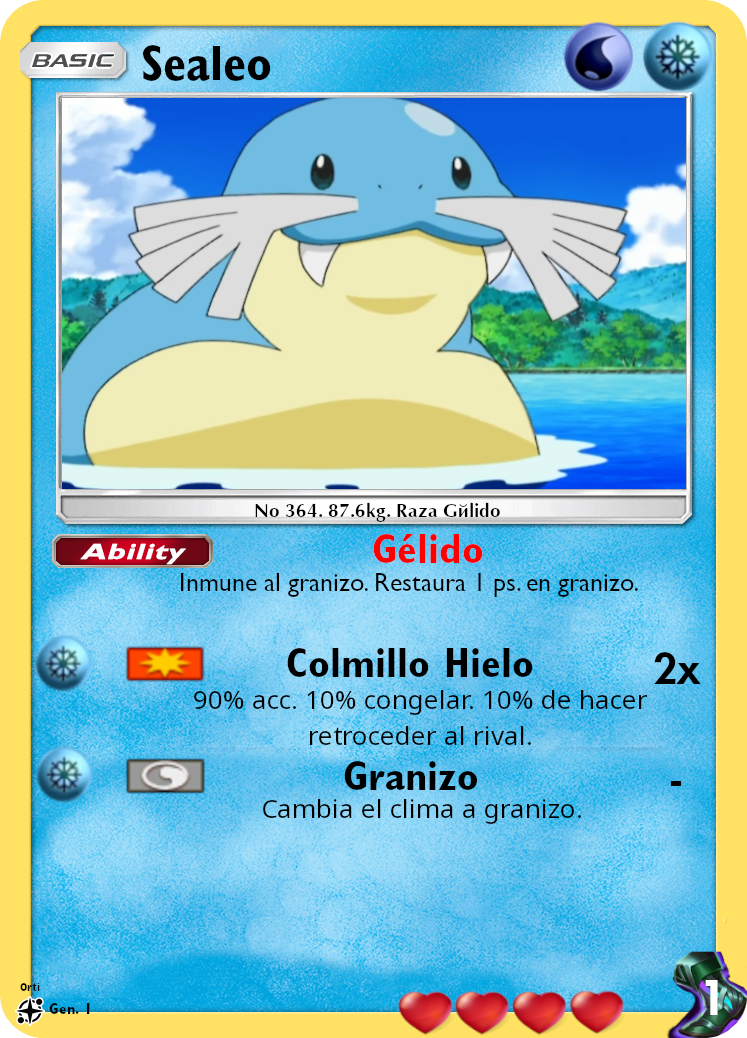 BASIC Sealeo
No 364. 87.6kg. Raza Gйlido
Ability Gélido
Inmune al granizo. Restaura 1 ps. en granizo.
Colmillo Hielo 2x
90% acc. 10% congelar. 10% de hacer
retroceder al rival.
Granizo -
Cambia el clima a granizo.
Orti
Gen. 1
1